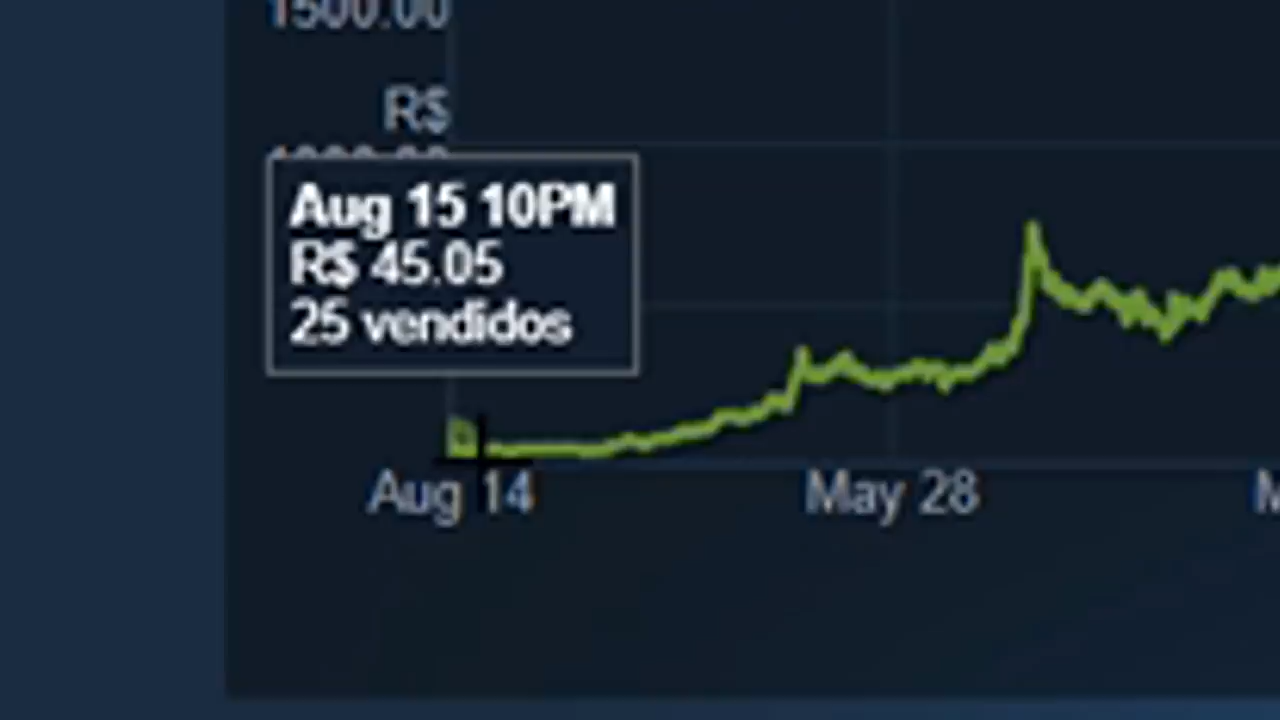 1500.00
R$
Aug 15 10PM
R$ 45.05
25 vendidos
Aug 14
May 28